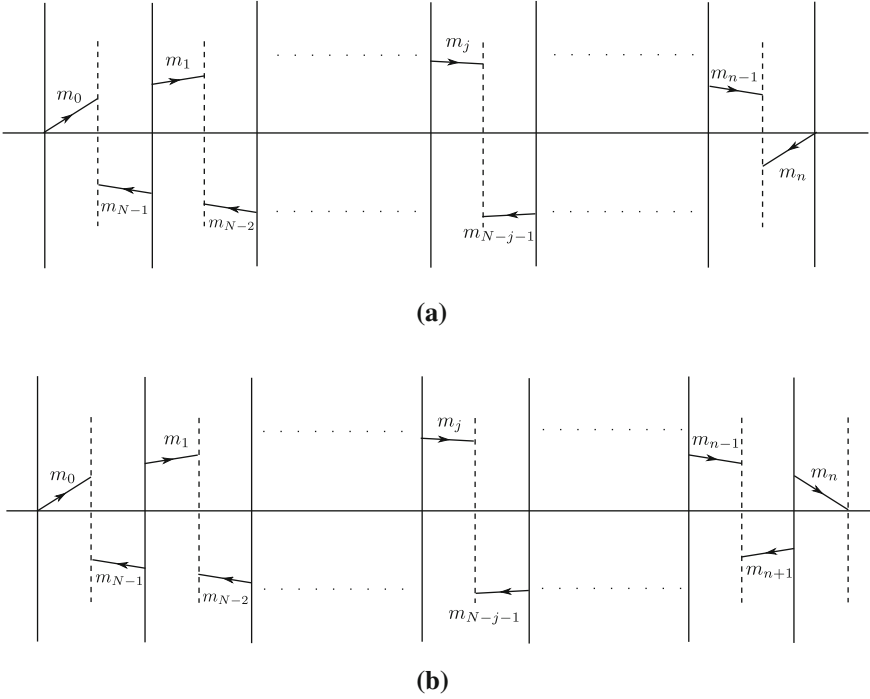 m_j
m_1 m_{n-1}
m_0
m_n
m_{N-1} m_{N-2} m_{N-j-1}
(a)
m_j
m_1 m_{n-1}
m_0 m_n
m_{N-1} m_{N-2} m_{n+1}
m_{N-j-1}
(b)